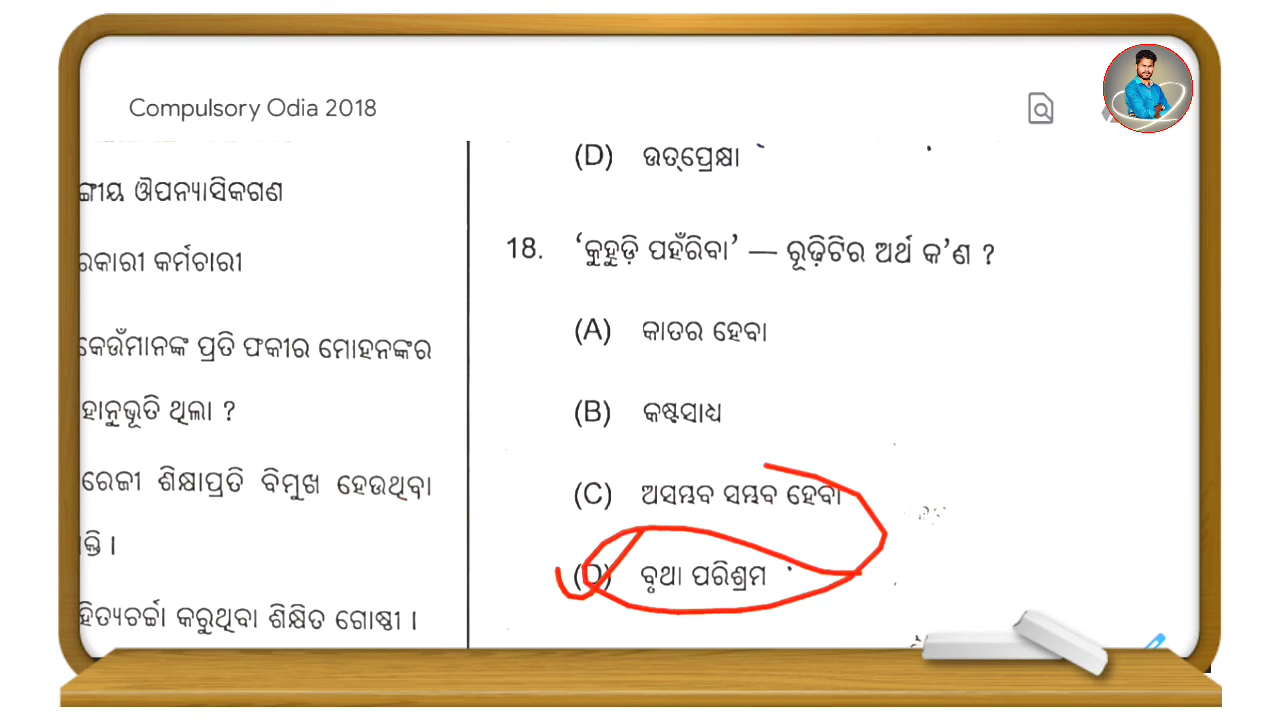 Compulsory Odia 2018
ଙ୍ଗୀୟ ଔପନ୍ୟାସିକଗଣ
ରକାରୀ କର୍ମଚାରୀ
କେଉଁମାନଙ୍କ ପ୍ରତି ଫକୀର ମୋହନଙ୍କର
ହାନୁଭୂତି ଥିଲା ?
ରେଜୀ ଶିକ୍ଷାପ୍ରତି ବିମୁଖ ହେଉଥିବା
କ୍ତି ।
ହିତ୍ୟଚର୍ଚ୍ଚା କରୁଥିବା ଶିକ୍ଷିତ ଗୋଷ୍ଠୀ ।
(D) ଉତ୍‌ପ୍ରେକ୍ଷା
18. ‘କୁହୁଡ଼ି ପହଁରିବା’ — ରୂଢ଼ିଟିର ଅର୍ଥ କ’ଣ ?
(A) କାତର ହେବା
(B) କଷ୍ଟସାଧ୍ୟ
(C) ଅସମ୍ଭବ ସମ୍ଭବ ହେବା
(D) ବୃଥା ପରିଶ୍ରମ